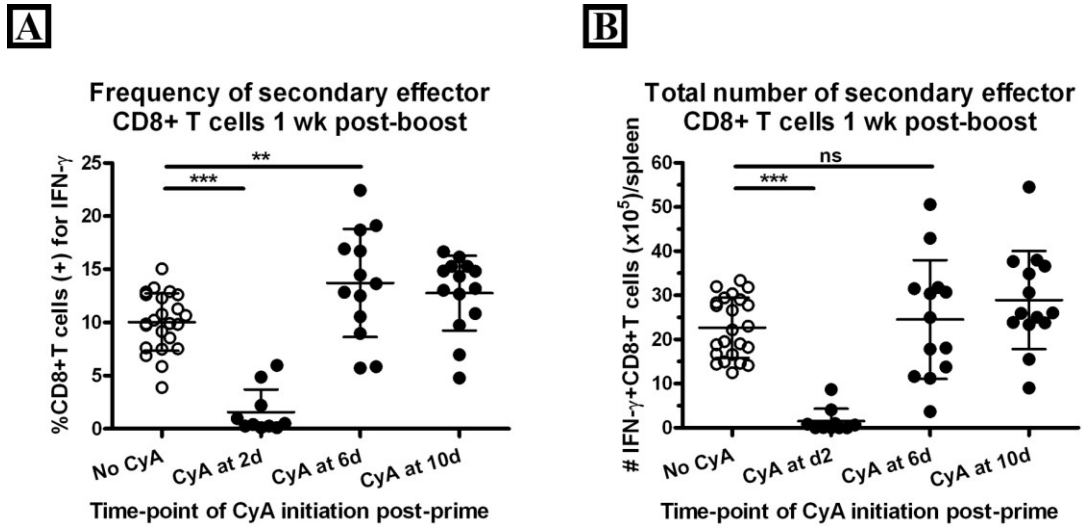 A
Frequency of secondary effector
CD8+ T cells 1 wk post-boost
%CD8+T cells (+) for IFN-γ
25
20
15
10
5
0
**
***
No CyA
CyA at 2d
CyA at 6d
CyA at 10d
Time-point of CyA initiation post-prime
B
Total number of secondary effector
CD8+ T cells 1 wk post-boost
# IFN-γ+CD8+T cells (x10⁵)/spleen
60
50
40
30
20
10
0
ns
***
No CyA
CyA at d2
CyA at 6d
CyA at 10d
Time-point of CyA initiation post-prime